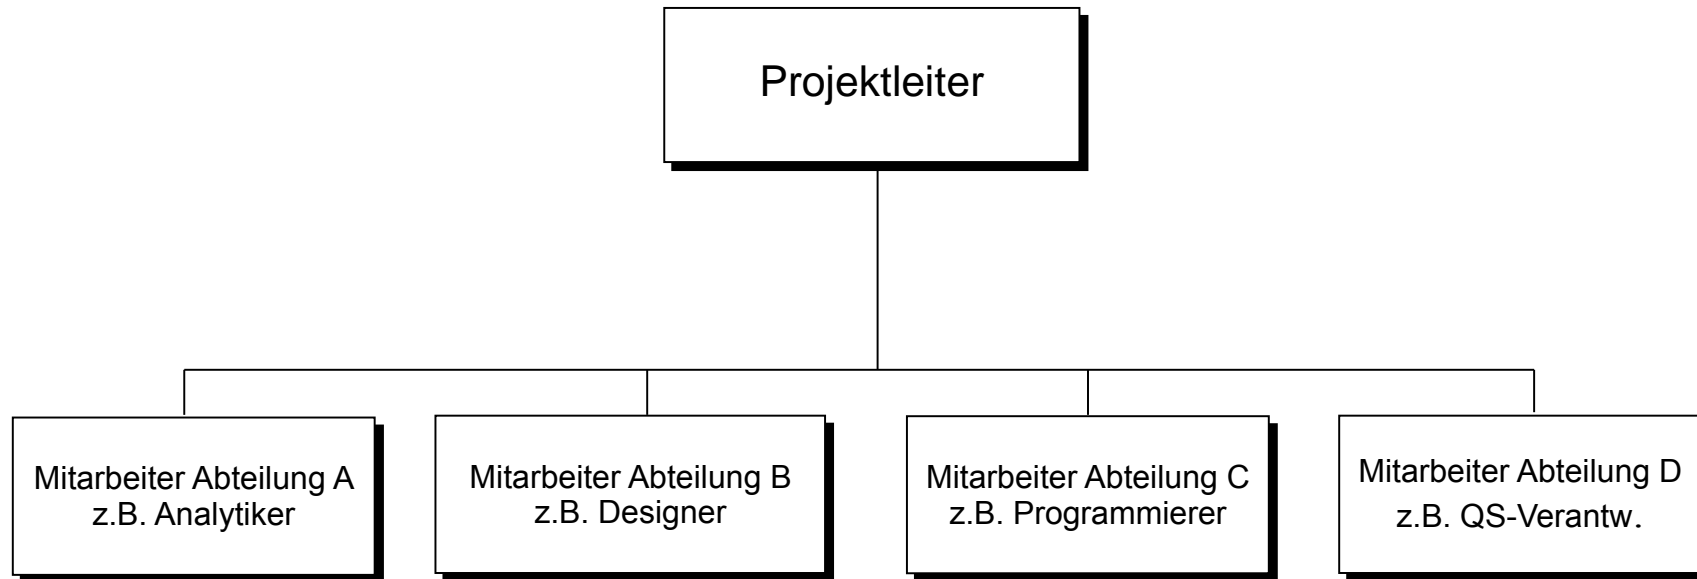 Projektleiter
Mitarbeiter Abteilung A
z.B. Analytiker
Mitarbeiter Abteilung B
z.B. Designer
Mitarbeiter Abteilung C
z.B. Programmierer
Mitarbeiter Abteilung D
z.B. QS-Verantw.